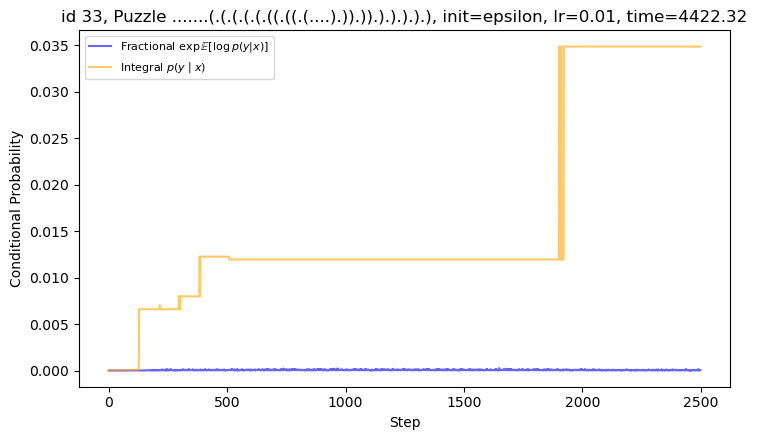 id 33, Puzzle .......(.(.(.(.(.((.((.(....).)).)).).).).).), init=epsilon, lr=0.01, time=4422.32
Fractional exp𝔼[log p(y|x)]
Integral p(y | x)
Conditional Probability
0.035
0.030
0.025
0.020
0.015
0.010
0.005
0.000
0
500
1000
1500
2000
2500
Step